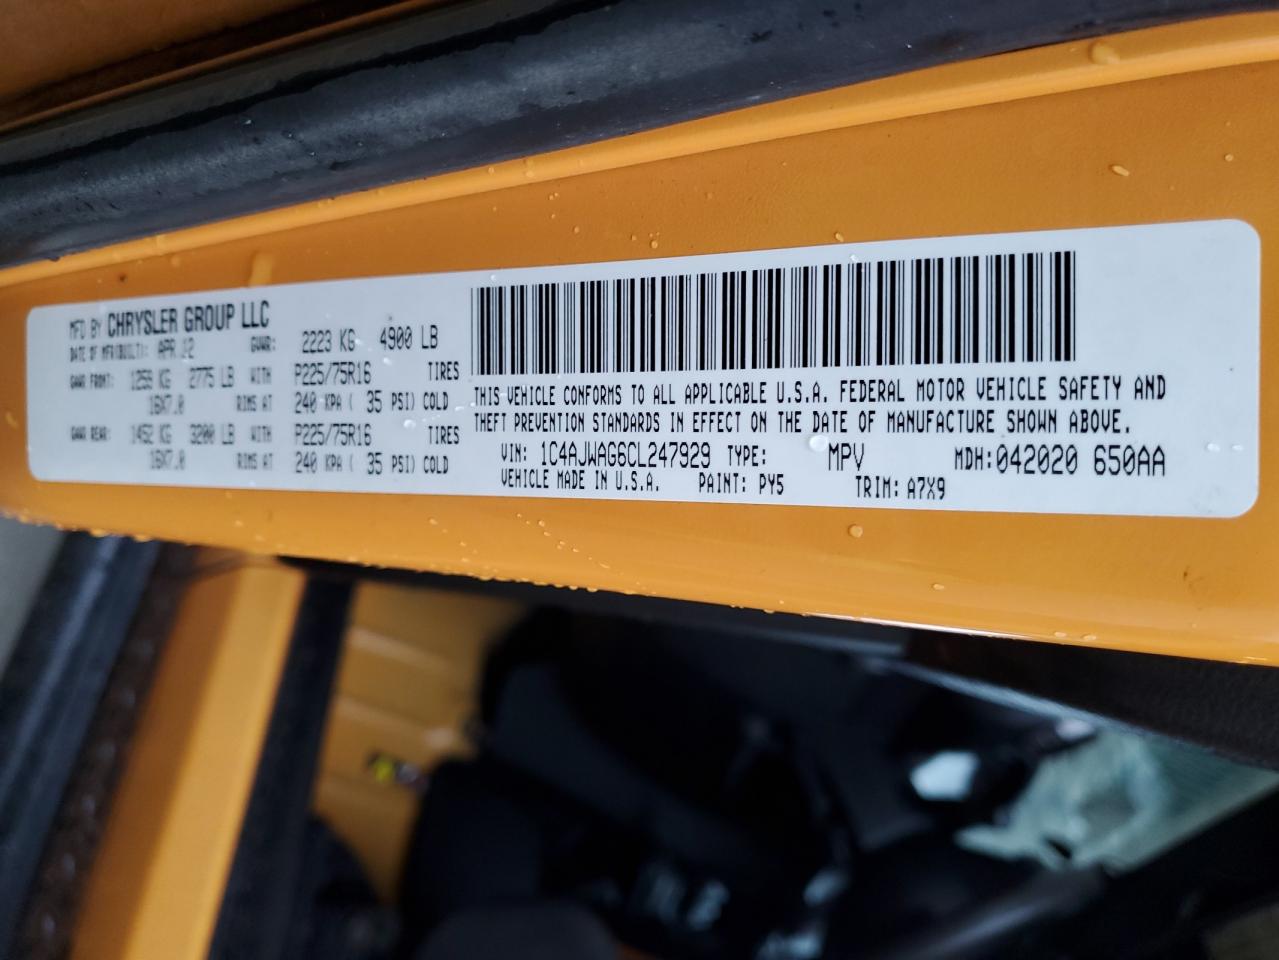 MFD BY CHRYSLER GROUP LLC
DATE OF MFR(BUILT): APR 12 GVWR: 2223 KG 4900 LB
GAWR FRONT: 1259 KG 2775 LB WITH P225/75R16 TIRES
16X7.0 RIMS AT 240 KPA ( 35 PSI) COLD
GAWR REAR: 1452 KG 3200 LB WITH P225/75R16 TIRES
16X7.0 RIMS AT 240 KPA ( 35 PSI) COLD
THIS VEHICLE CONFORMS TO ALL APPLICABLE U.S.A. FEDERAL MOTOR VEHICLE SAFETY AND
THEFT PREVENTION STANDARDS IN EFFECT ON THE DATE OF MANUFACTURE SHOWN ABOVE.
VIN: 1C4AJWAG6CL247929 TYPE: MPV MDH:042020 650AA
VEHICLE MADE IN U.S.A. PAINT: PY5 TRIM: A7X9